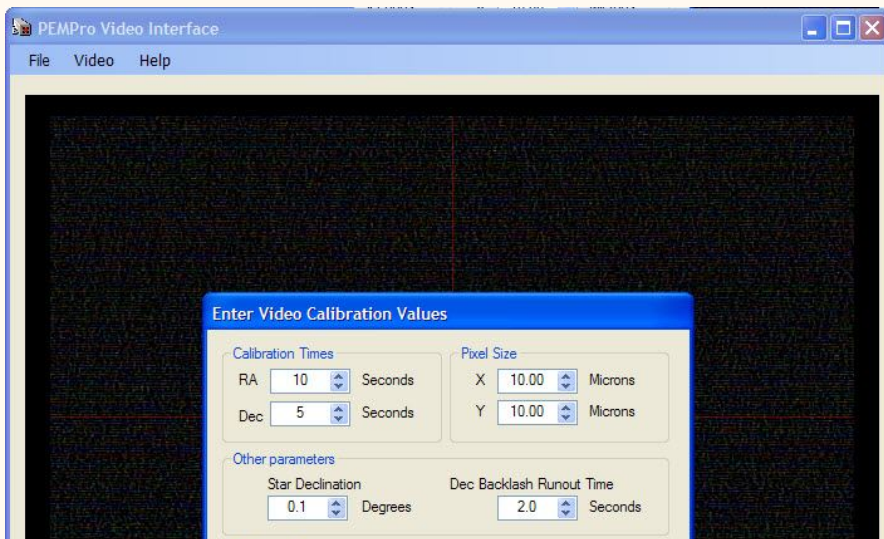 PEMPro Video Interface
File Video Help
Enter Video Calibration Values
Calibration Times
RA 10 Seconds
Dec 5 Seconds
Pixel Size
X 10.00 Microns
Y 10.00 Microns
Other parameters
Star Declination
0.1 Degrees
Dec Backlash Runout Time
2.0 Seconds